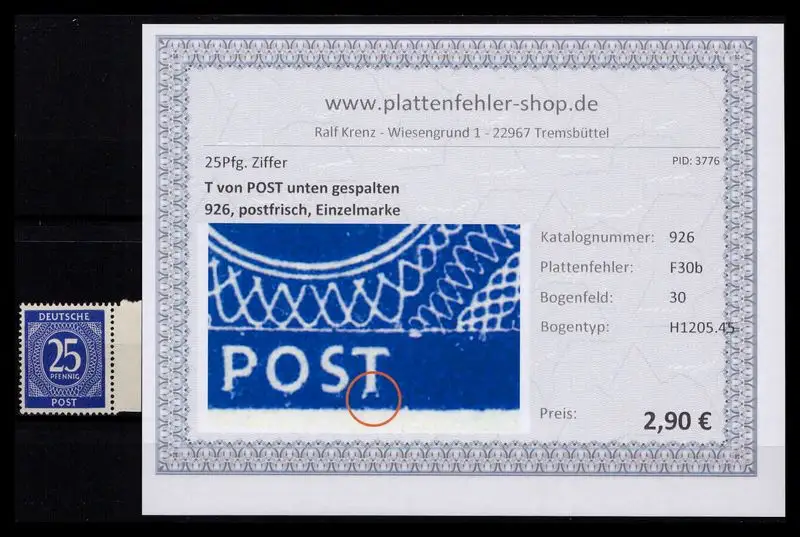 www.plattenfehler-shop.de
Ralf Krenz - Wiesengrund 1 - 22967 Tremsbüttel
25Pfg. Ziffer
PID: 3776
T von POST unten gespalten
926, postfrisch, Einzelmarke
POST
Katalognummer: 926
Plattenfehler: F30b
Bogenfeld: 30
Bogentyp: H1205.45
Preis: 2,90 €
DEUTSCHE
25
PFENNIG
POST